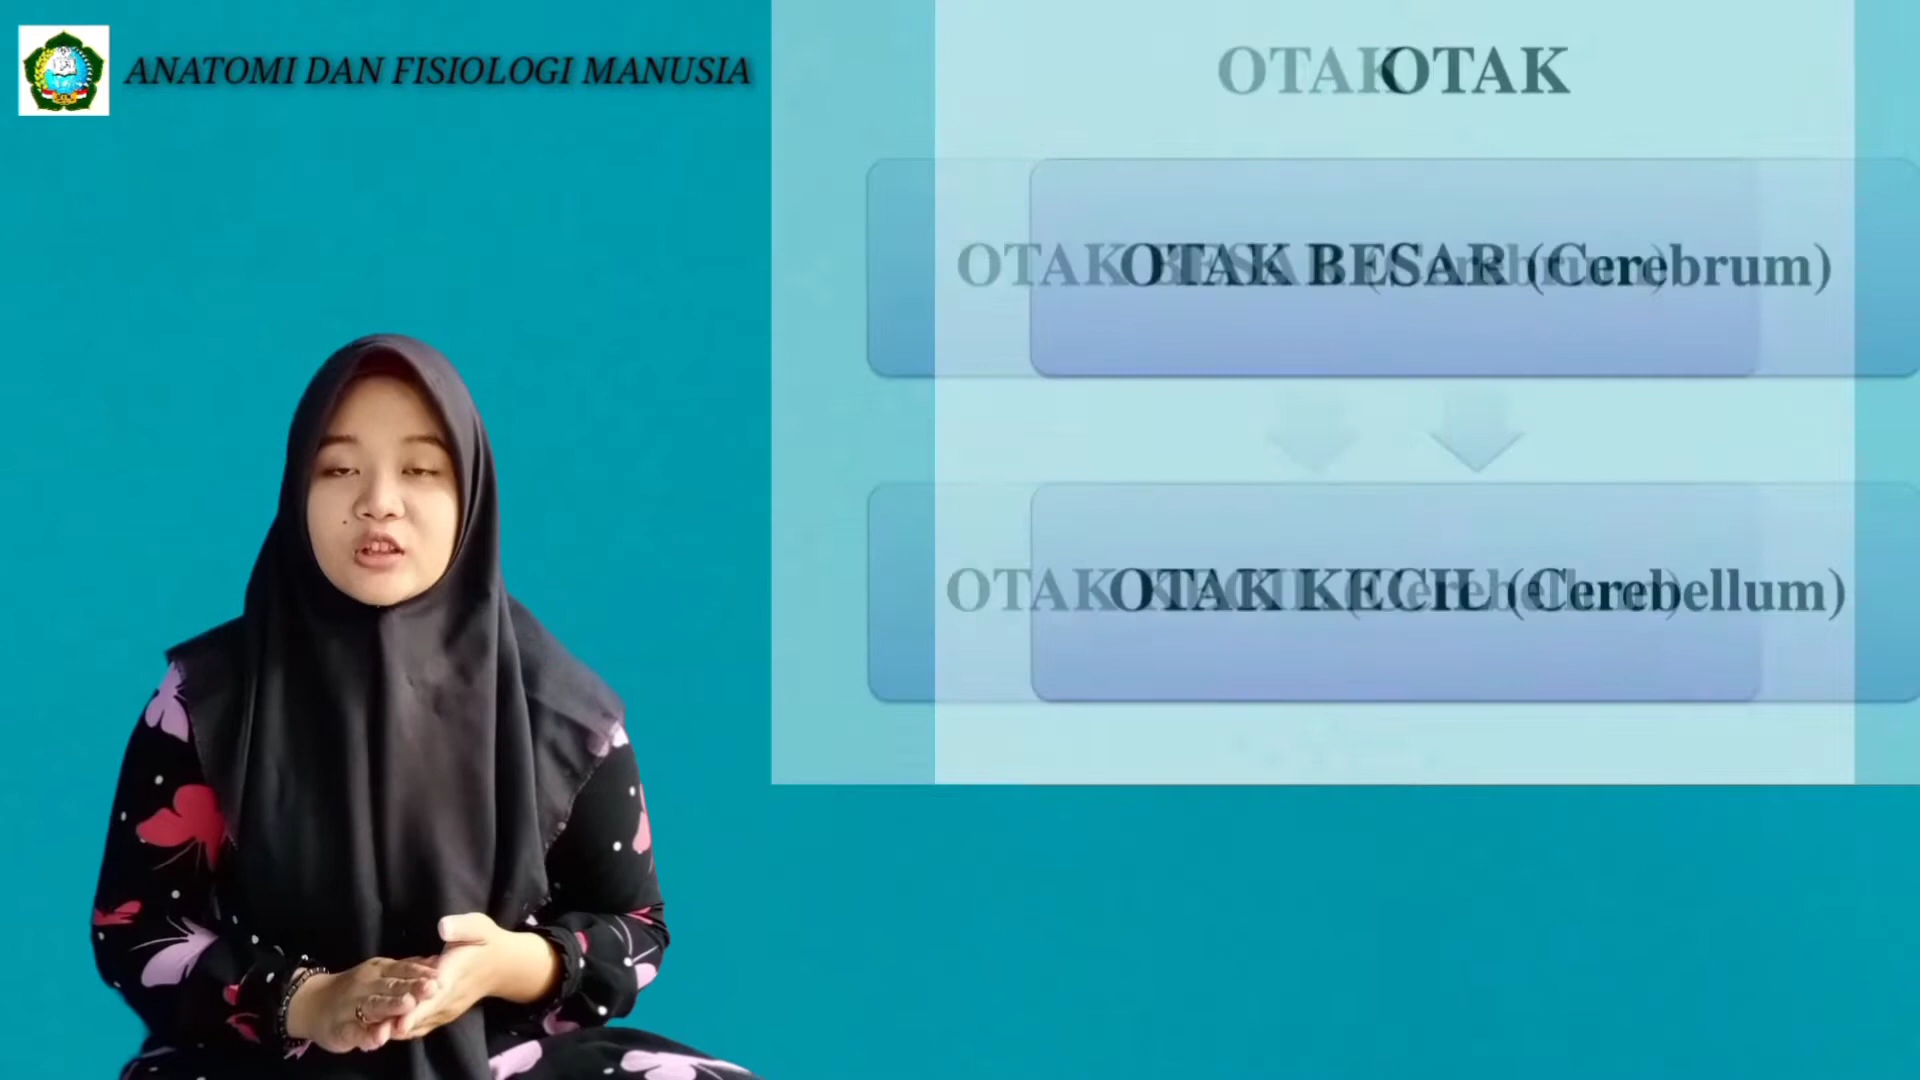 ANATOMI DAN FISIOLOGI MANUSIA
OTAK
OTAK BESAR (Cerebrum)
OTAK KECIL (Cerebellum)